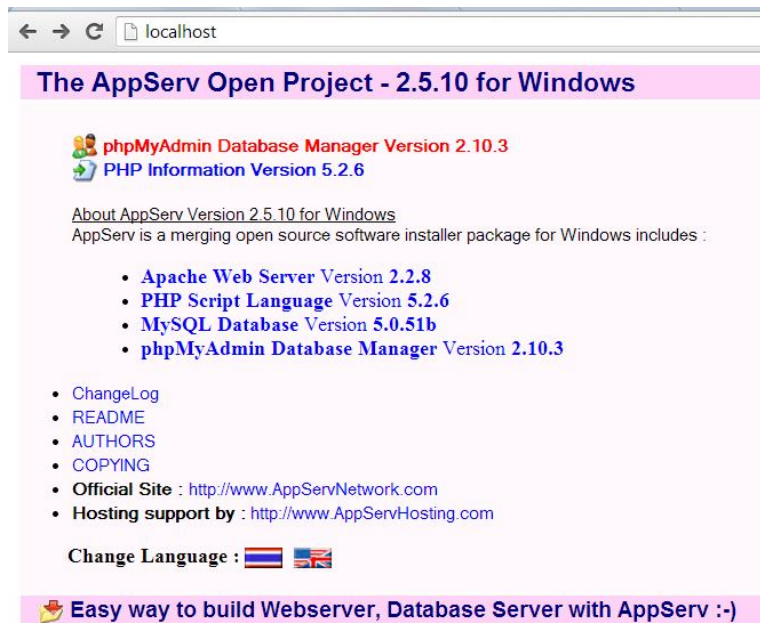 localhost
The AppServ Open Project - 2.5.10 for Windows
phpMyAdmin Database Manager Version 2.10.3
PHP Information Version 5.2.6
About AppServ Version 2.5.10 for Windows
AppServ is a merging open source software installer package for Windows includes :
• Apache Web Server Version 2.2.8
• PHP Script Language Version 5.2.6
• MySQL Database Version 5.0.51b
• phpMyAdmin Database Manager Version 2.10.3
• ChangeLog
• README
• AUTHORS
• COPYING
• Official Site : http://www.AppServNetwork.com
• Hosting support by : http://www.AppServHosting.com
Change Language :
Easy way to build Webserver, Database Server with AppServ :-)